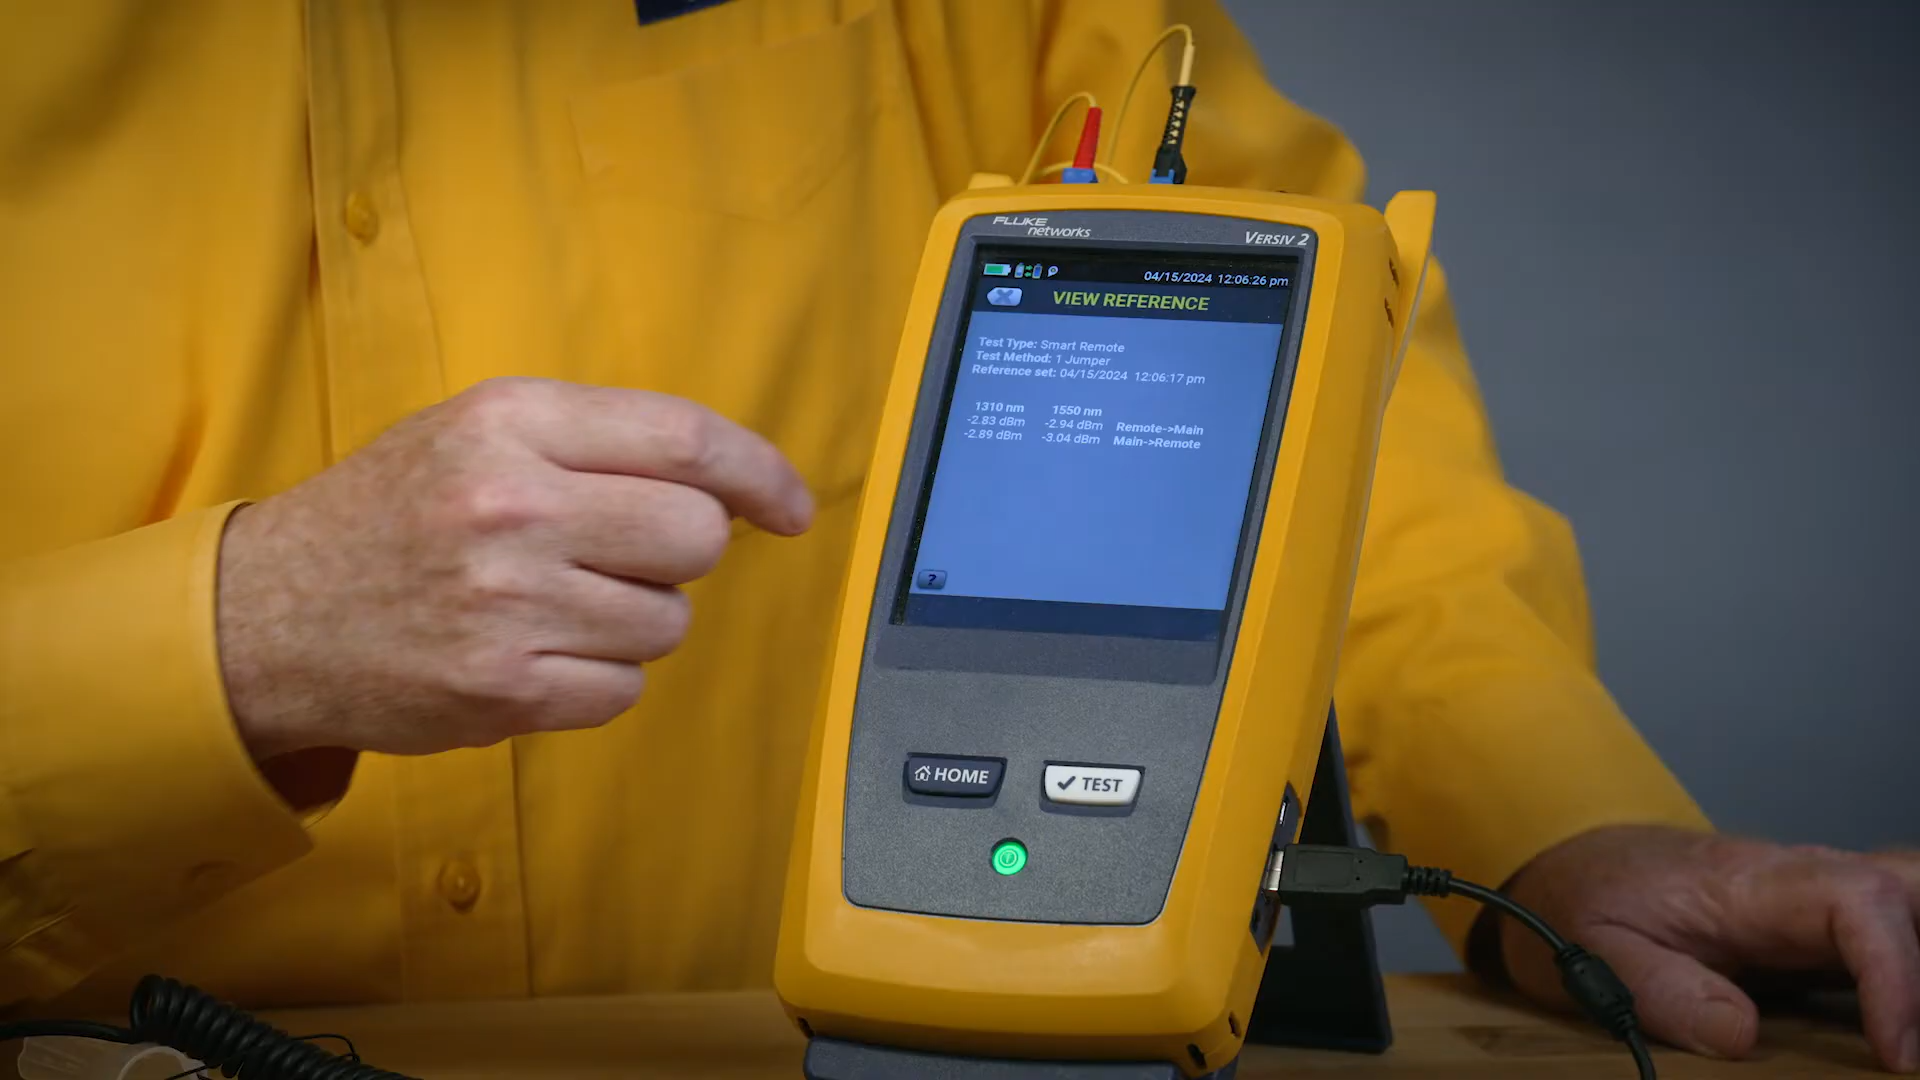 FLUKE
networks
VERSIV 2
04/15/2024 12:06:26 pm
VIEW REFERENCE
Test Type: Smart Remote
Test Method: 1 Jumper
Reference set: 04/15/2024 12:06:17 pm
1310 nm 1550 nm
-2.83 dBm -2.94 dBm Remote->Main
-2.89 dBm -3.04 dBm Main->Remote
?
HOME
TEST